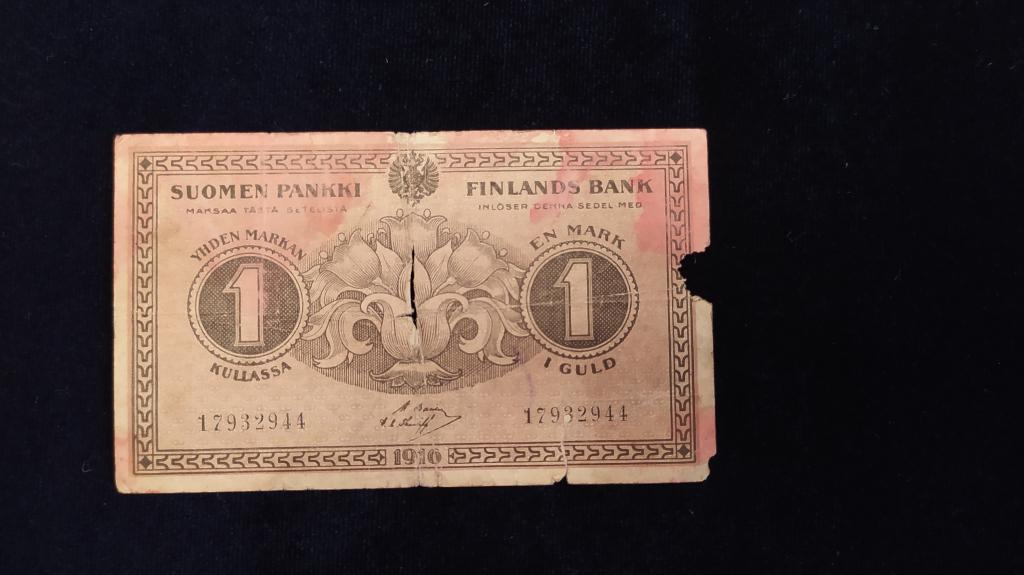 SUOMEN PANKKI
MAKSAA TÄSTÄ SETELISTÄ
YHDEN MARKAN
1
KULLASSA
FINLANDS BANK
INLÖSER DENNA SEDEL MED
EN MARK
1
I GULD
17932944
17932944
1916